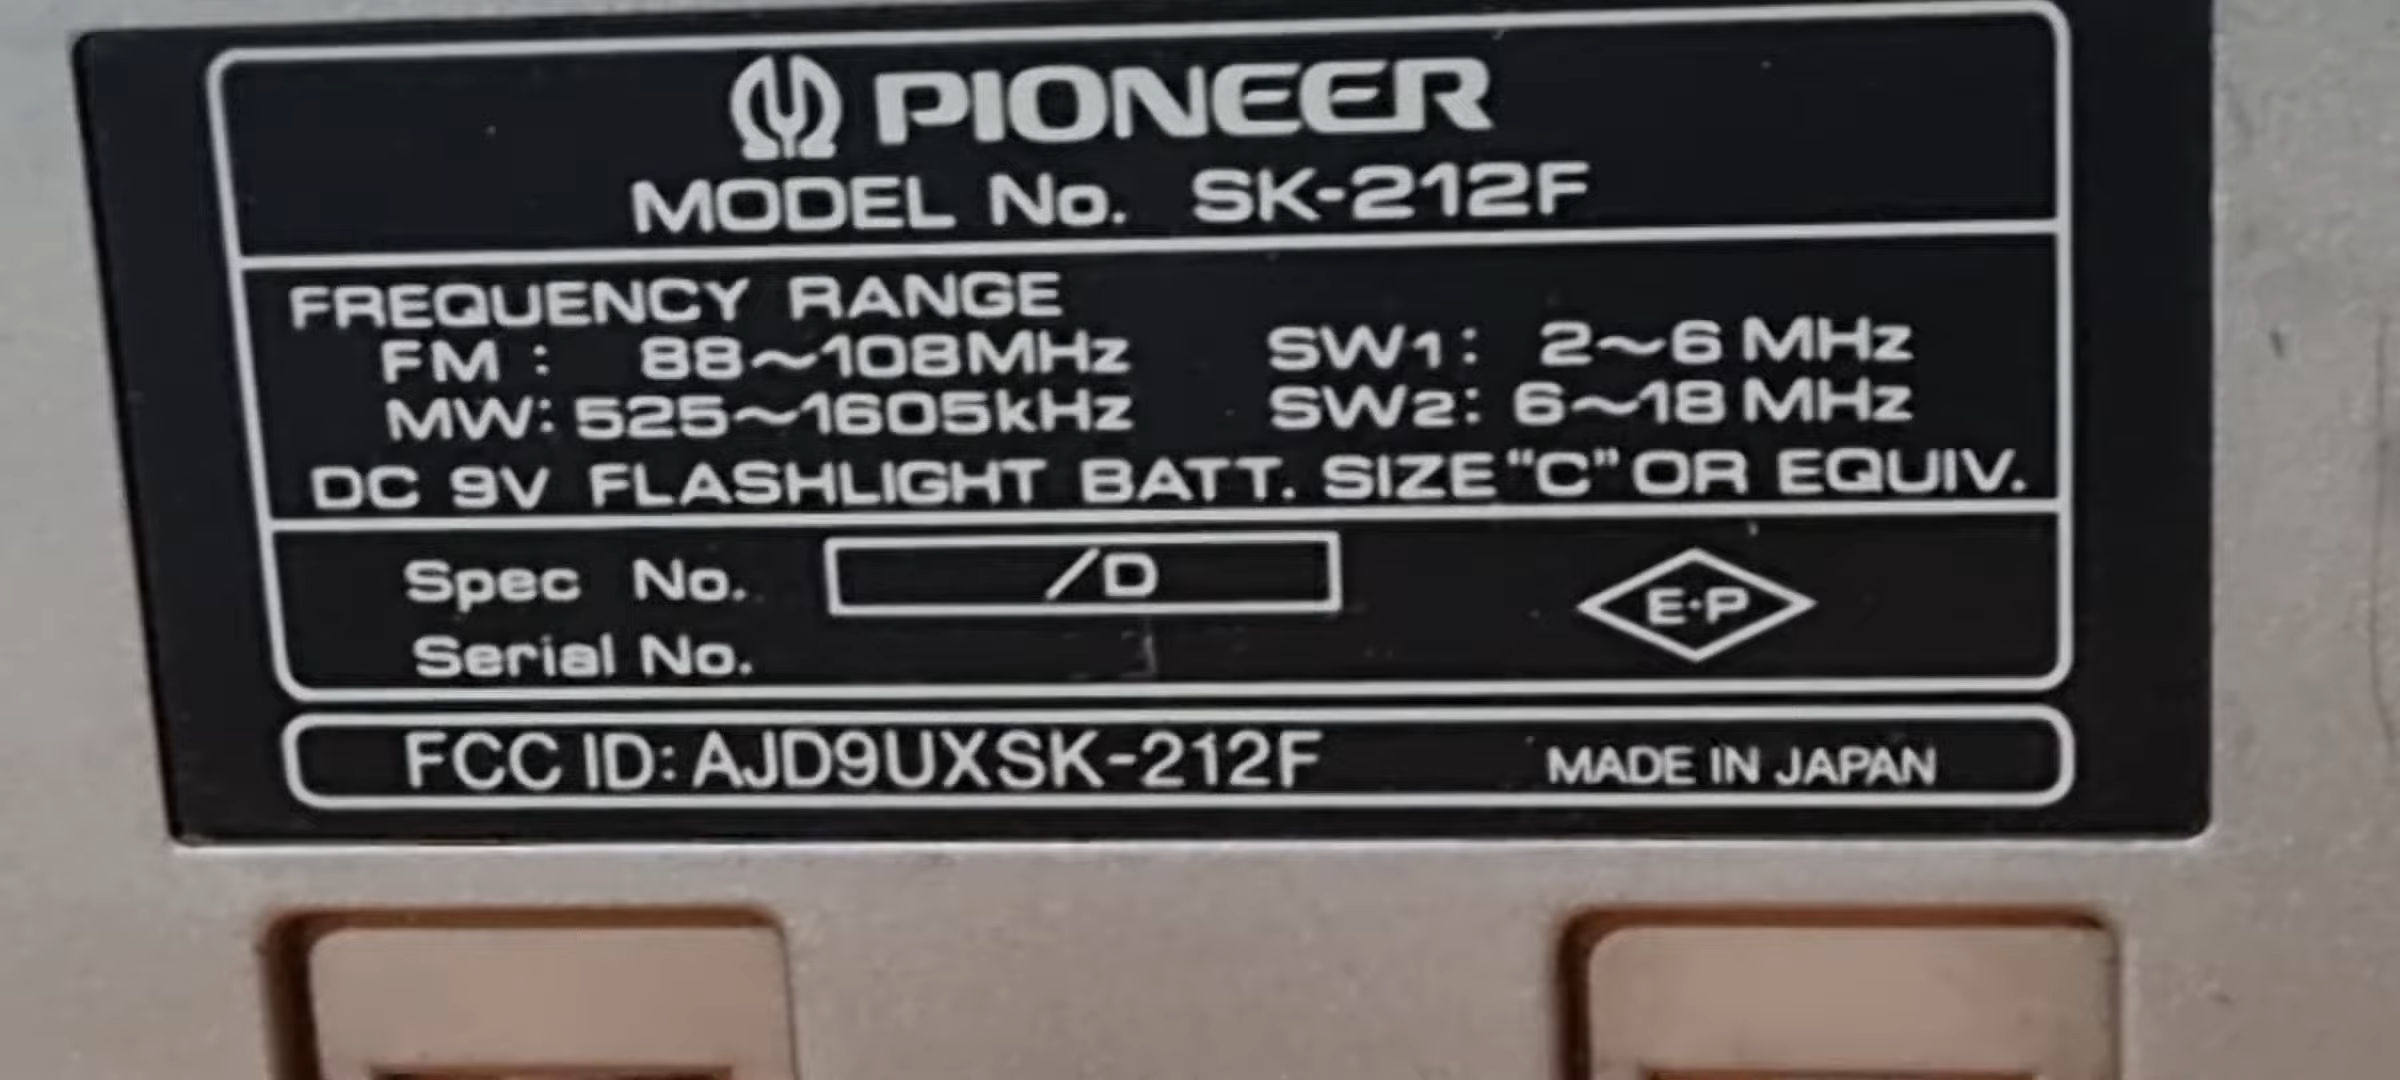 PIONEER
MODEL No. SK-212F
FREQUENCY RANGE
FM : 88~108MHz SW1: 2~6 MHz
MW: 525~1605kHz SW2: 6~18 MHz
DC 9V FLASHLIGHT BATT. SIZE "C" OR EQUIV.
Spec No. /D E·P
Serial No.
FCC ID: AJD9UXSK-212F MADE IN JAPAN